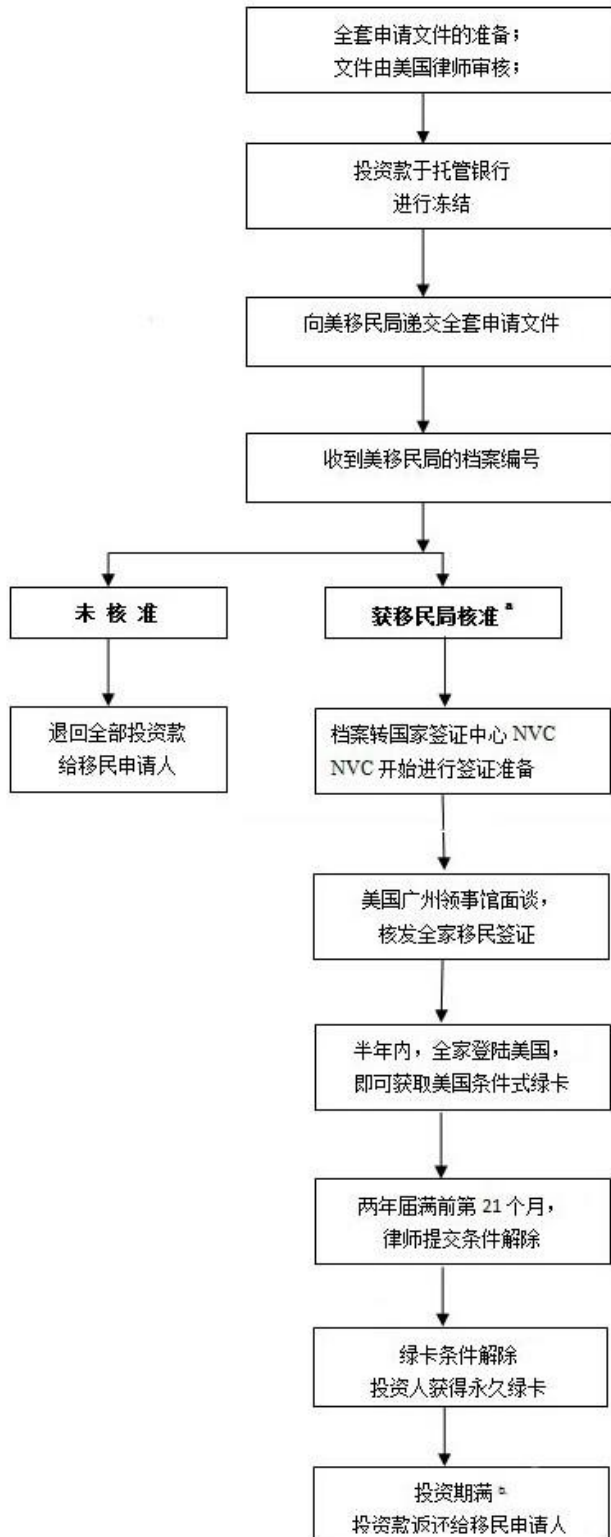 全套申请文件的准备；
文件由美国律师审核；
投资款于托管银行
进行冻结
向美移民局递交全套申请文件
收到美移民局的档案编号
未 核 准
获移民局核准 a
退回全部投资款
给移民申请人
档案转国家签证中心 NVC
NVC 开始进行签证准备
美国广州领事馆面谈，
核发全家移民签证
半年内，全家登陆美国，
即可获取美国条件式绿卡
两年届满前第 21 个月，
律师提交条件解除
绿卡条件解除
投资人获得永久绿卡
投资期满
投资款返还给移民申请人